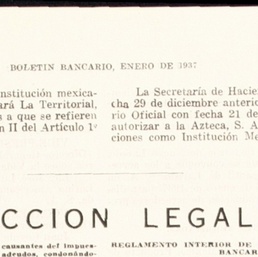 BOLETIN BANCARIO, ENERO DE 1937
nstitución mexica-
ará La Territorial,
s a que se refieren
n II del Artículo 1º
La Secretaría de Hacien
cha 29 de diciembre anterio
rio Oficial con fecha 21 de
autorizar a la Azteca, S. A
ciones como Institución Me
CCION LEGAL
causantes del impues-
adeudos, condonándo-
REGLAMENTO INTERIOR DE
BANCAR